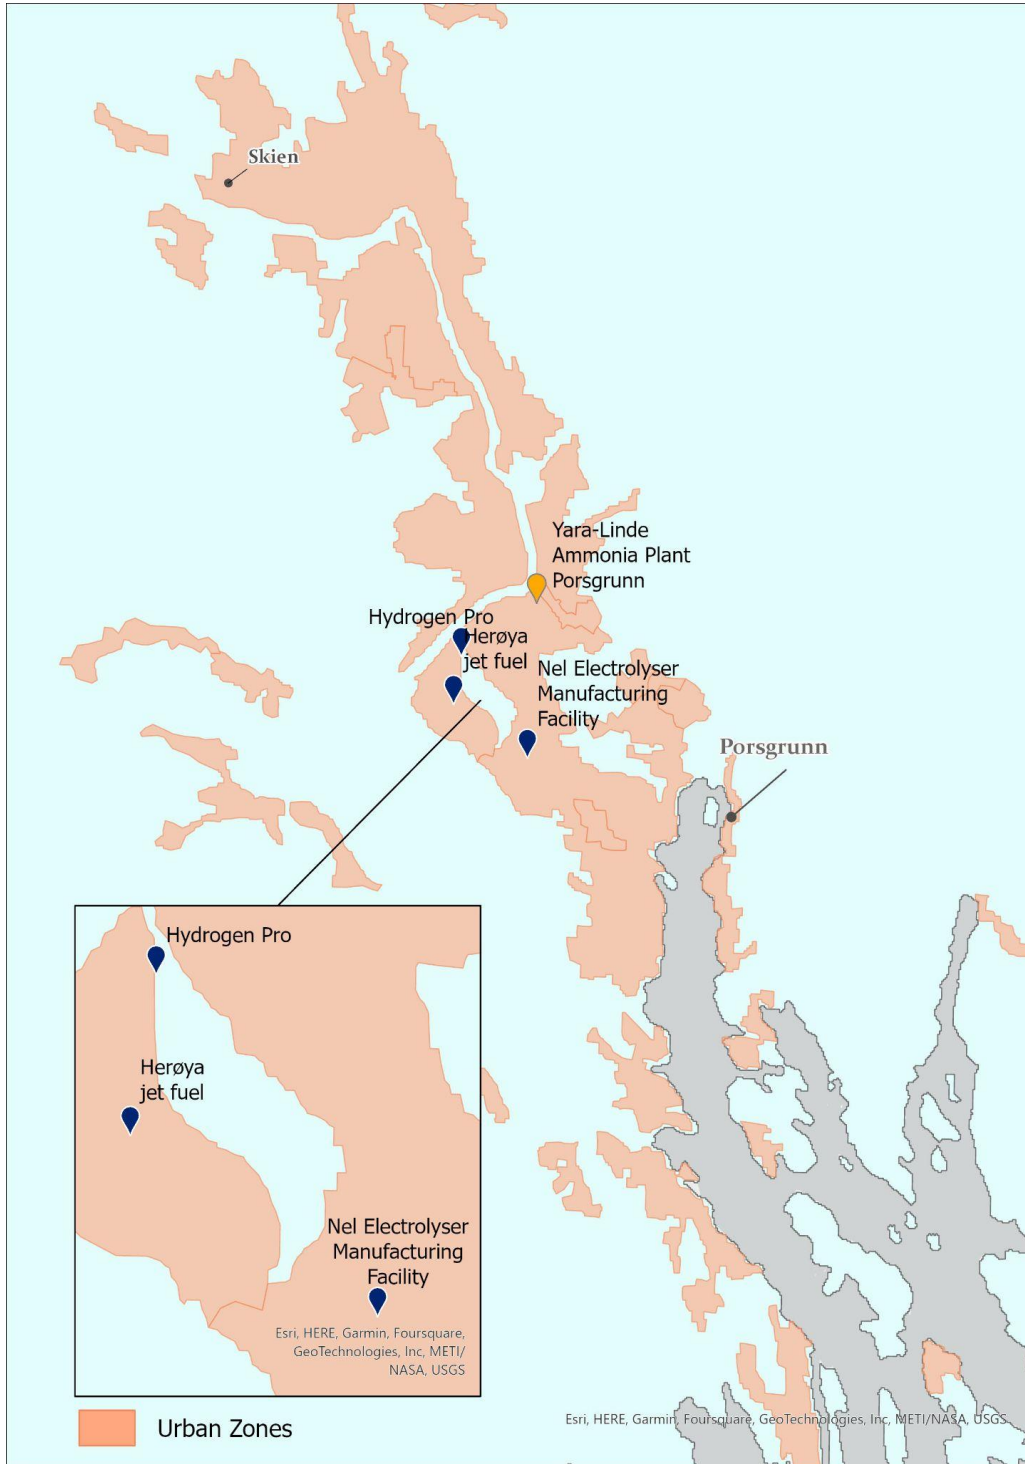 Skien
Yara-Linde
Ammonia Plant
Porsgrunn
Hydrogen Pro
Herøya
jet fuel
Nel Electrolyser
Manufacturing
Facility
Porsgrunn
Hydrogen Pro
Herøya
jet fuel
Nel Electrolyser
Manufacturing
Facility
Esri, HERE, Garmin, Foursquare,
GeoTechnologies, Inc, METI/
NASA, USGS
Urban Zones
Esri, HERE, Garmin, Foursquare, GeoTechnologies, Inc, METI/NASA, USGS